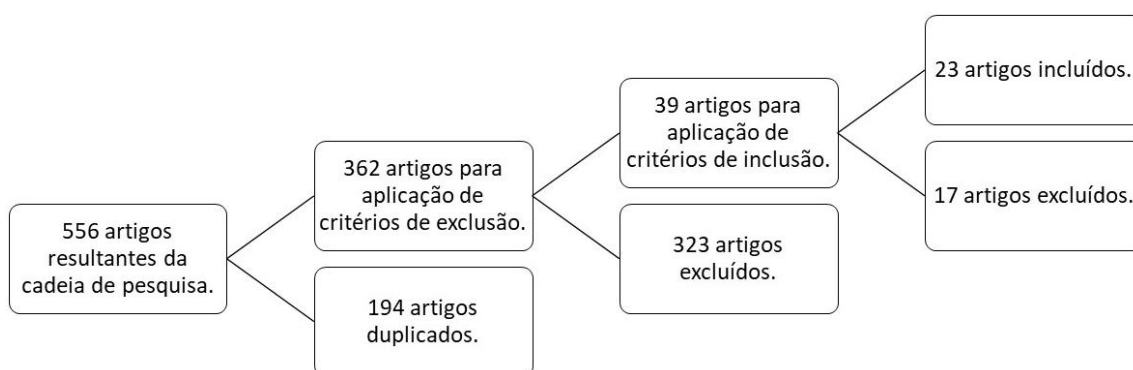 556 artigos
resultantes da
cadeia de pesquisa.
362 artigos para
aplicação de
critérios de exclusão.
194 artigos
duplicados.
39 artigos para
aplicação de
critérios de inclusão.
323 artigos
excluídos.
23 artigos incluídos.
17 artigos excluídos.